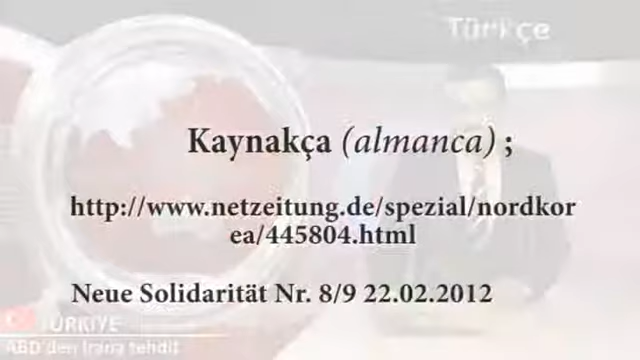 Türkçe
Kaynakça (almanca) ;
http://www.netzeitung.de/spezial/nordkor
ea/445804.html
Neue Solidarität Nr. 8/9 22.02.2012
TÜRKİYE
ABD'den İrana tehdit